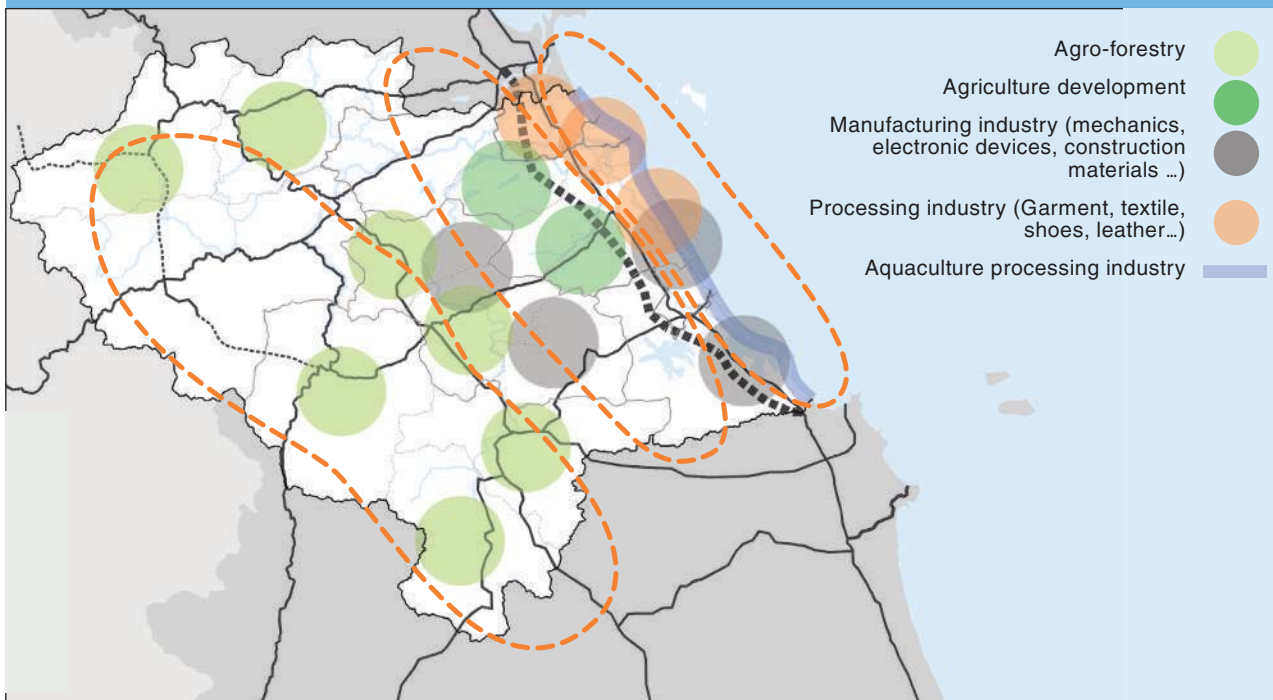 Agro-forestry
Agriculture development
Manufacturing industry (mechanics,
electronic devices, construction
materials ...)
Processing industry (Garment, textile,
shoes, leather...)
Aquaculture processing industry